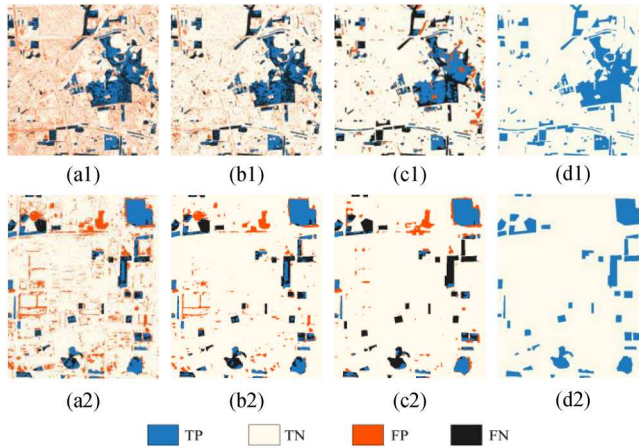 (a1) (b1) (c1) (d1)
(a2) (b2) (c2) (d2)
TP TN FP FN